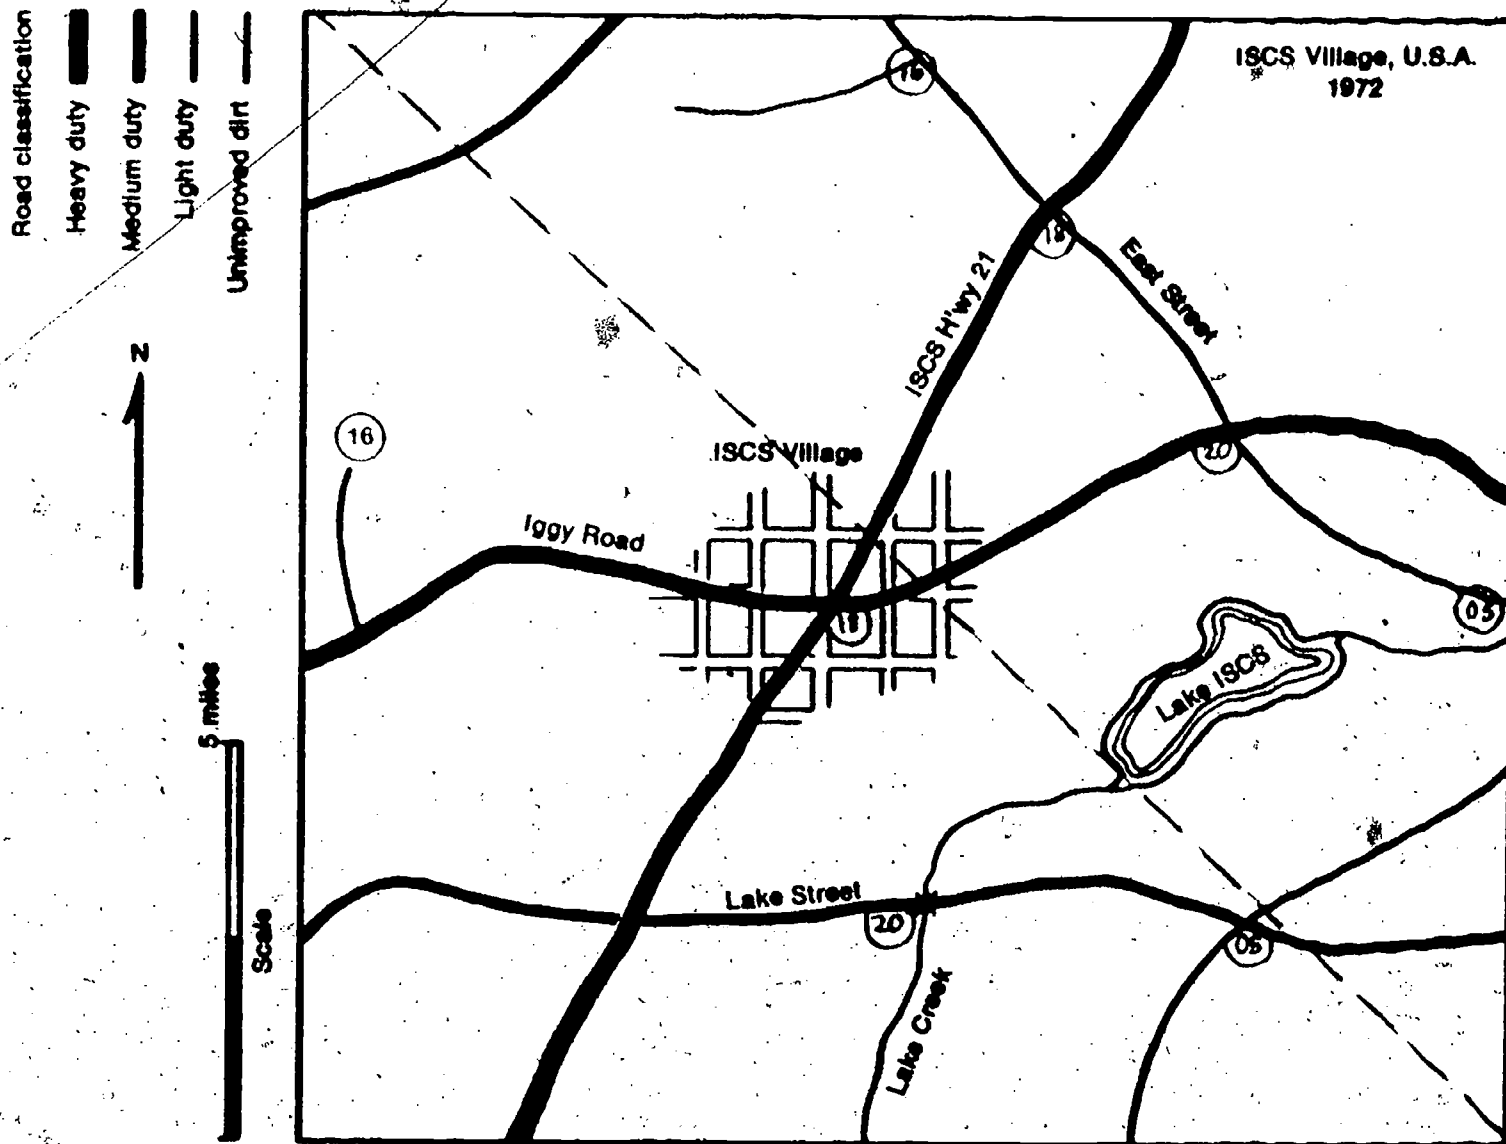 Road classification
Heavy duty
Medium duty
Light duty
Unimproved dirt
N
5 miles
Scale
ISCS Village, U.S.A.
1972
16
18
East Street
ISCS H'wy 21
16
ISCS Village
20
Iggy Road
18
05
Lake ISCS
Lake Street
20
05
Lake Creek